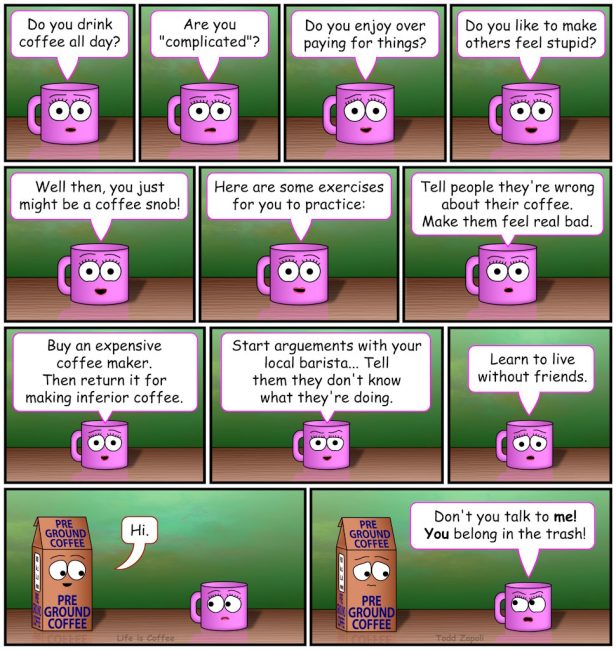 Do you drink
coffee all day?
Are you
"complicated"?
Do you enjoy over
paying for things?
Do you like to make
others feel stupid?
Well then, you just
might be a coffee snob!
Here are some exercises
for you to practice:
Tell people they're wrong
about their coffee.
Make them feel real bad.
Buy an expensive
coffee maker.
Then return it for
making inferior coffee.
Start arguements with your
local barista... Tell
them they don't know
what they're doing.
Learn to live
without friends.
PRE
GROUND
COFFEE
Hi.
PRE
GROUND
COFFEE
Life is Coffee
PRE
GROUND
COFFEE
Don't you talk to me!
You belong in the trash!
PRE
GROUND
COFFEE
Todd Zapoli